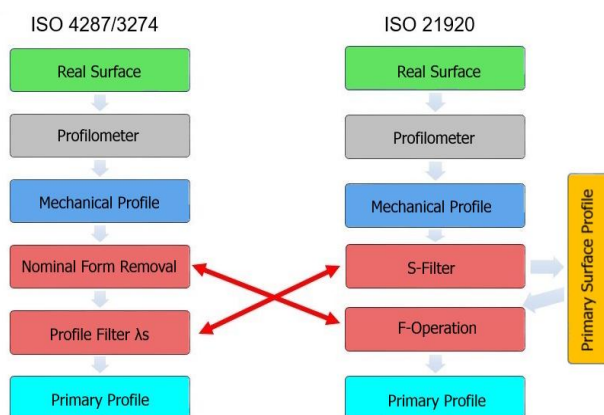 ISO 4287/3274
Real Surface
Profilometer
Mechanical Profile
Nominal Form Removal
Profile Filter λs
Primary Profile
ISO 21920
Real Surface
Profilometer
Mechanical Profile
S-Filter
F-Operation
Primary Profile
Primary Surface Profile